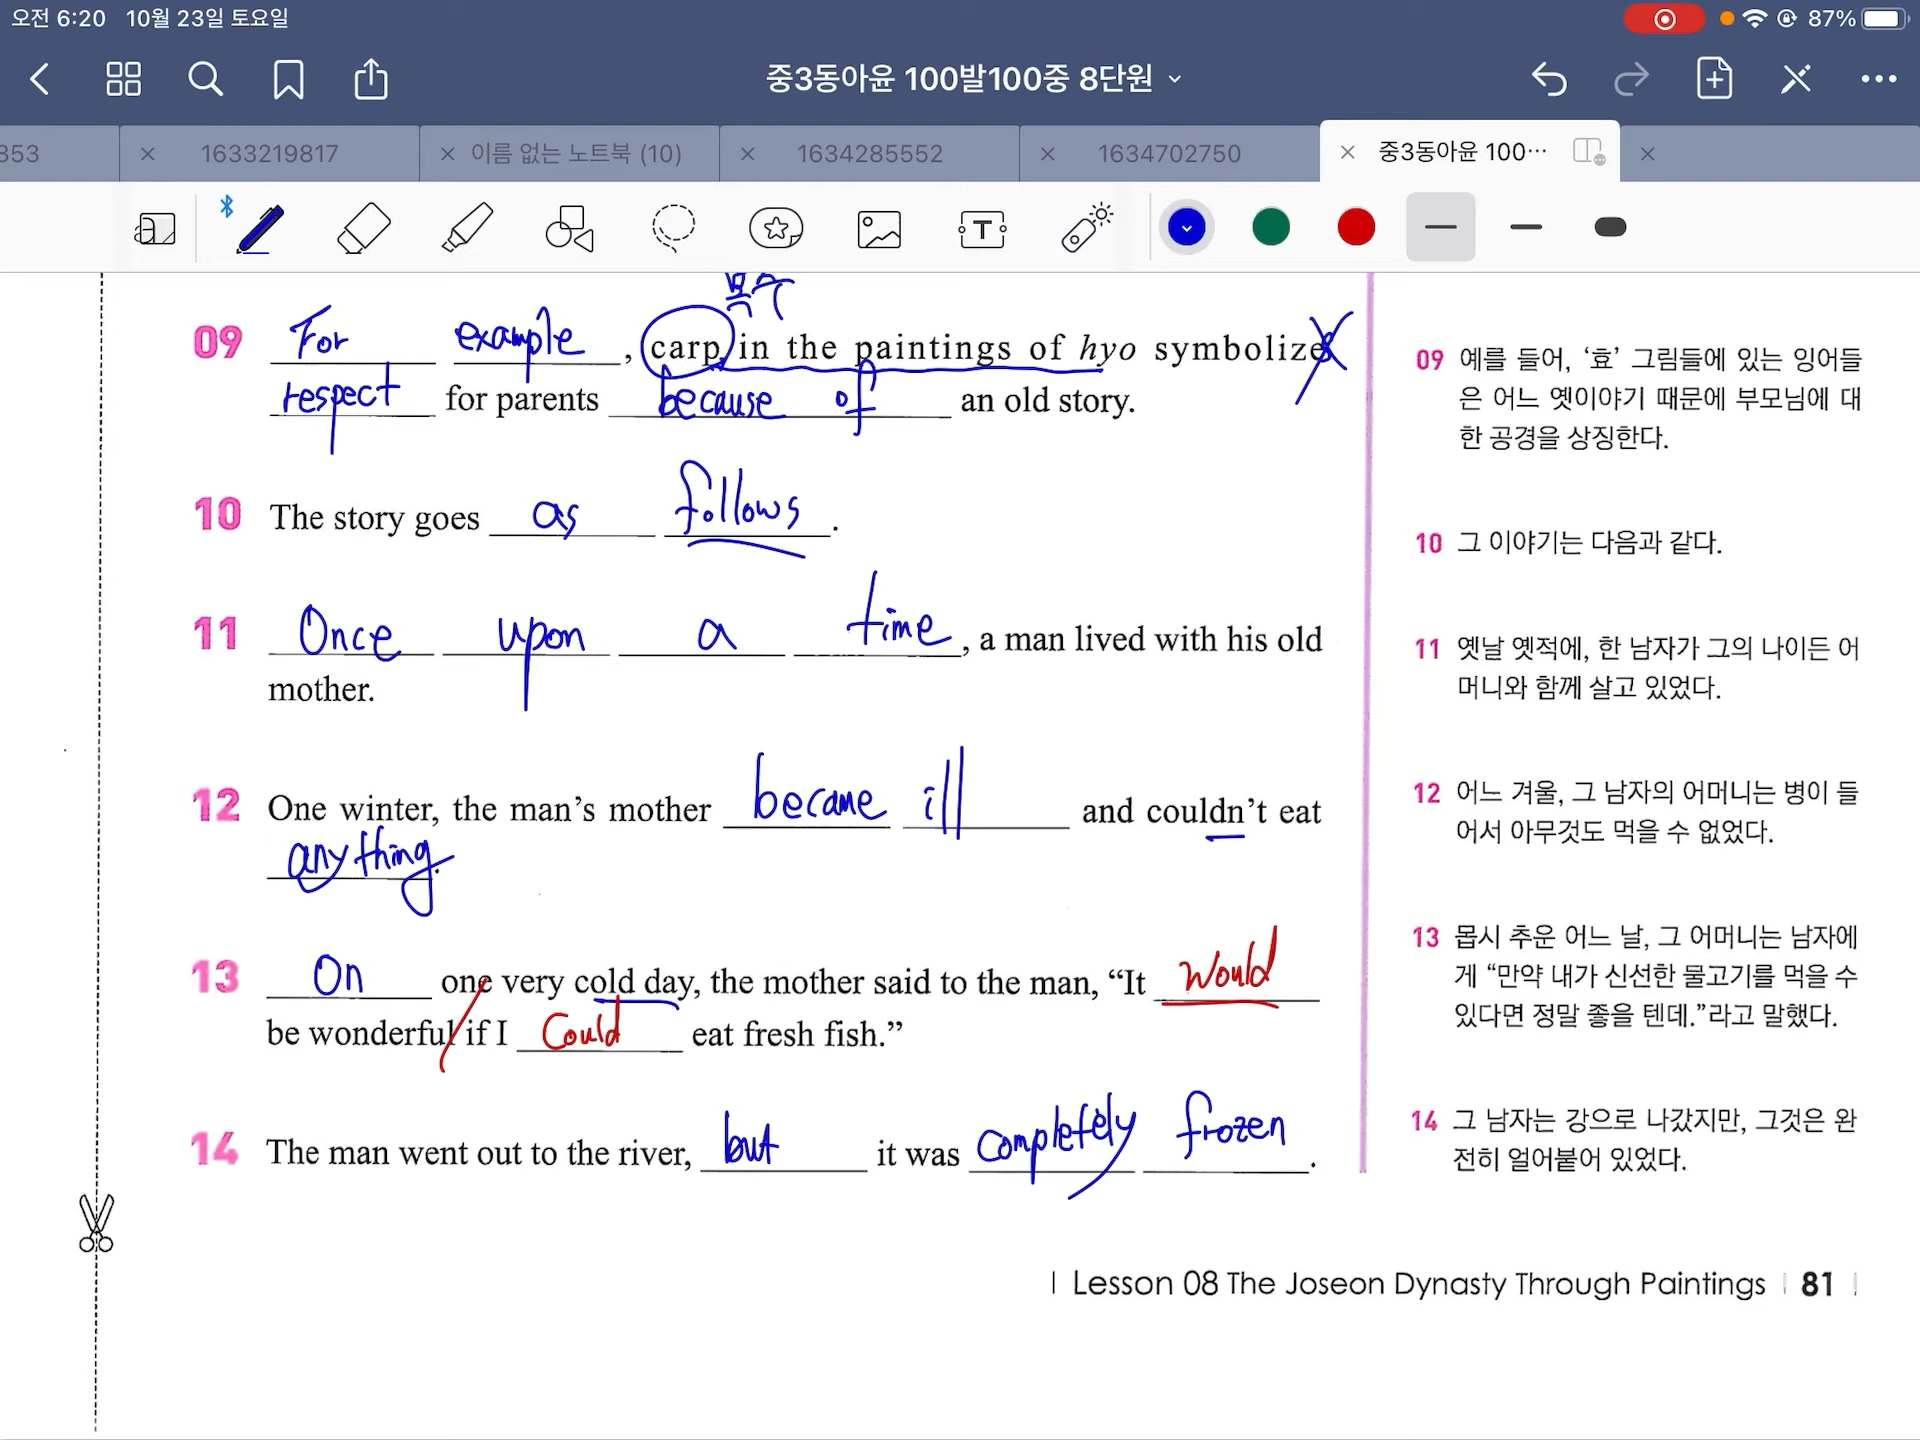 오전 6:20 10월 23일 토요일
87%
중3동아윤 100발100중 8단원
853
1633219817
이름 없는 노트북 (10)
1634285552
1634702750
중3동아윤 100…
복수
09 For example, carp in the paintings of hyo symbolize
respect for parents because of an old story.
10 The story goes as follows.
11 Once upon a time, a man lived with his old
mother.
12 One winter, the man’s mother became ill and couldn’t eat
anything.
13 On one very cold day, the mother said to the man, “It would
be wonderful if I could eat fresh fish.”
14 The man went out to the river, but it was completely frozen.
09 예를 들어, ‘효’ 그림들에 있는 잉어들
은 어느 옛이야기 때문에 부모님에 대
한 공경을 상징한다.
10 그 이야기는 다음과 같다.
11 옛날 옛적에, 한 남자가 그의 나이든 어
머니와 함께 살고 있었다.
12 어느 겨울, 그 남자의 어머니는 병이 들
어서 아무것도 먹을 수 없었다.
13 몹시 추운 어느 날, 그 어머니는 남자에
게 “만약 내가 신선한 물고기를 먹을 수
있다면 정말 좋을 텐데.”라고 말했다.
14 그 남자는 강으로 나갔지만, 그것은 완
전히 얼어붙어 있었다.
Lesson 08 The Joseon Dynasty Through Paintings 81